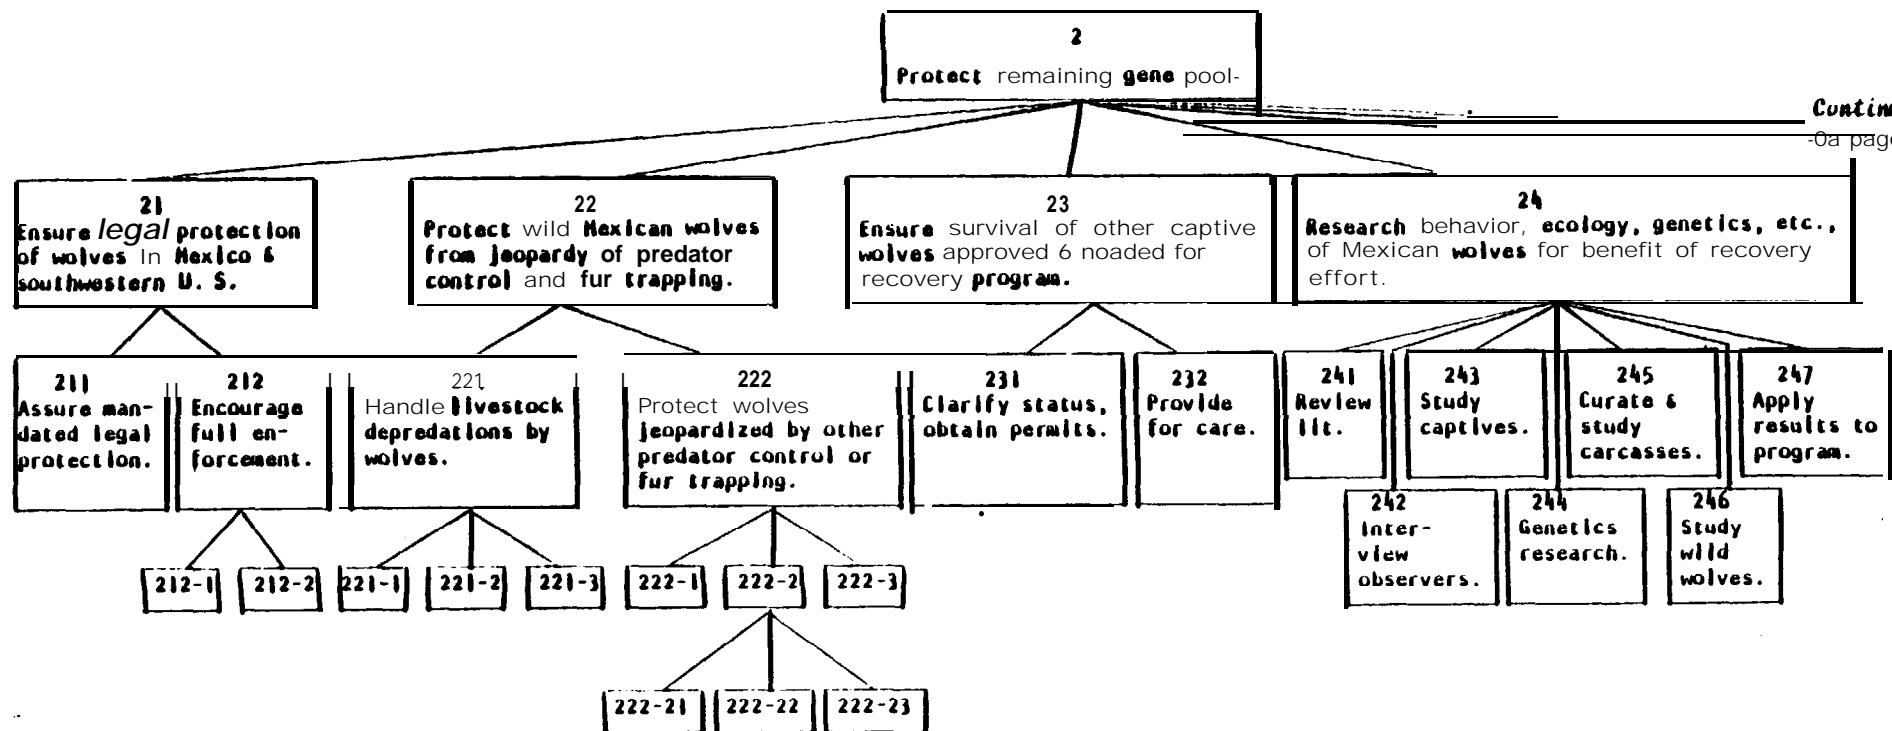 2
Protect remaining gene pool-
Contin
-0a page
21
Ensure legal protection
of wolves In Mexico &
southwestern U. S.
22
Protect wild Mexican wolves
from jeopardy of predator
control and fur trapping.
23
Ensure survival of other captive
wolves approved 6 noaded for
recovery program.
24
Research behavior, ecology, genetics, etc.,
of Mexican wolves for benefit of recovery
effort.
211
Assure man-
dated legal
protection.
212
Encourage
full en-
forcement.
221
Handle livestock
depredations by
wolves.
222
Protect wolves
jeopardized by other
predator control or
fur trapping.
231
Clarify status,
obtain permits.
232
Provide
for care.
241
Review
lit.
243
Study
captives.
245
Curate &
study
carcasses.
247
Apply
results to
program.
242
Inter-
view
observers.
244
Genetics
research.
246
Study
wild
wolves.
212-1
212-2
221-1
221-2
221-3
222-1
222-2
222-3
222-21
222-22
222-23